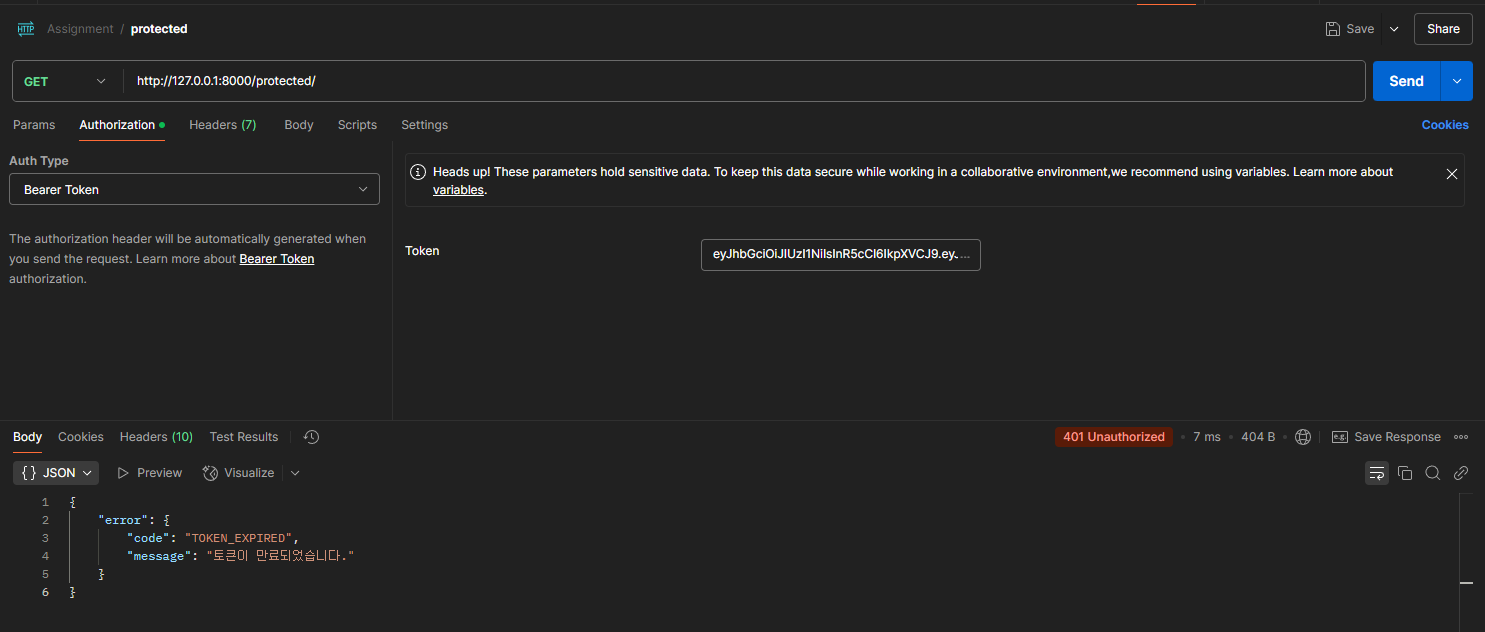 HTTP Assignment / protected Save Share
GET http://127.0.0.1:8000/protected/ Send
Params Authorization Headers (7) Body Scripts Settings Cookies
Auth Type
Bearer Token
The authorization header will be automatically generated when
you send the request. Learn more about Bearer Token
authorization.
Heads up! These parameters hold sensitive data. To keep this data secure while working in a collaborative environment,we recommend using variables. Learn more about
variables.
Token eyJhbGciOiJIUzI1NiIsInR5cCI6IkpXVCJ9.ey. ...
Body Cookies Headers (10) Test Results 401 Unauthorized • 7 ms • 404 B • e.g. Save Response
{} JSON Preview Visualize
1 {
2 "error": {
3 "code": "TOKEN_EXPIRED",
4 "message": "토큰이 만료되었습니다."
5 }
6 }